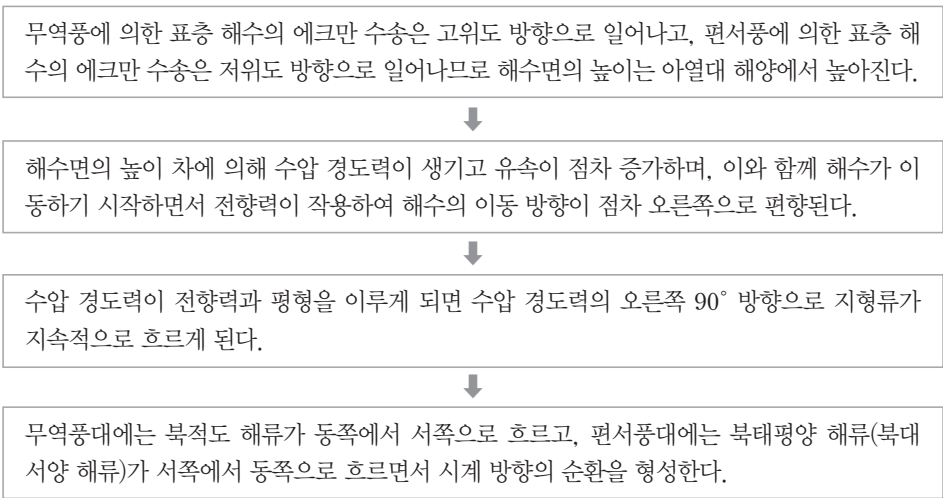 무역풍에 의한 표층 해수의 에크만 수송은 고위도 방향으로 일어나고, 편서풍에 의한 표층 해
수의 에크만 수송은 저위도 방향으로 일어나므로 해수면의 높이는 아열대 해양에서 높아진다.
해수면의 높이 차에 의해 수압 경도력이 생기고 유속이 점차 증가하며, 이와 함께 해수가 이
동하기 시작하면서 전향력이 작용하여 해수의 이동 방향이 점차 오른쪽으로 편향된다.
수압 경도력이 전향력과 평형을 이루게 되면 수압 경도력의 오른쪽 90° 방향으로 지형류가
지속적으로 흐르게 된다.
무역풍대에는 북적도 해류가 동쪽에서 서쪽으로 흐르고, 편서풍대에는 북태평양 해류(북대
서양 해류)가 서쪽에서 동쪽으로 흐르면서 시계 방향의 순환을 형성한다.